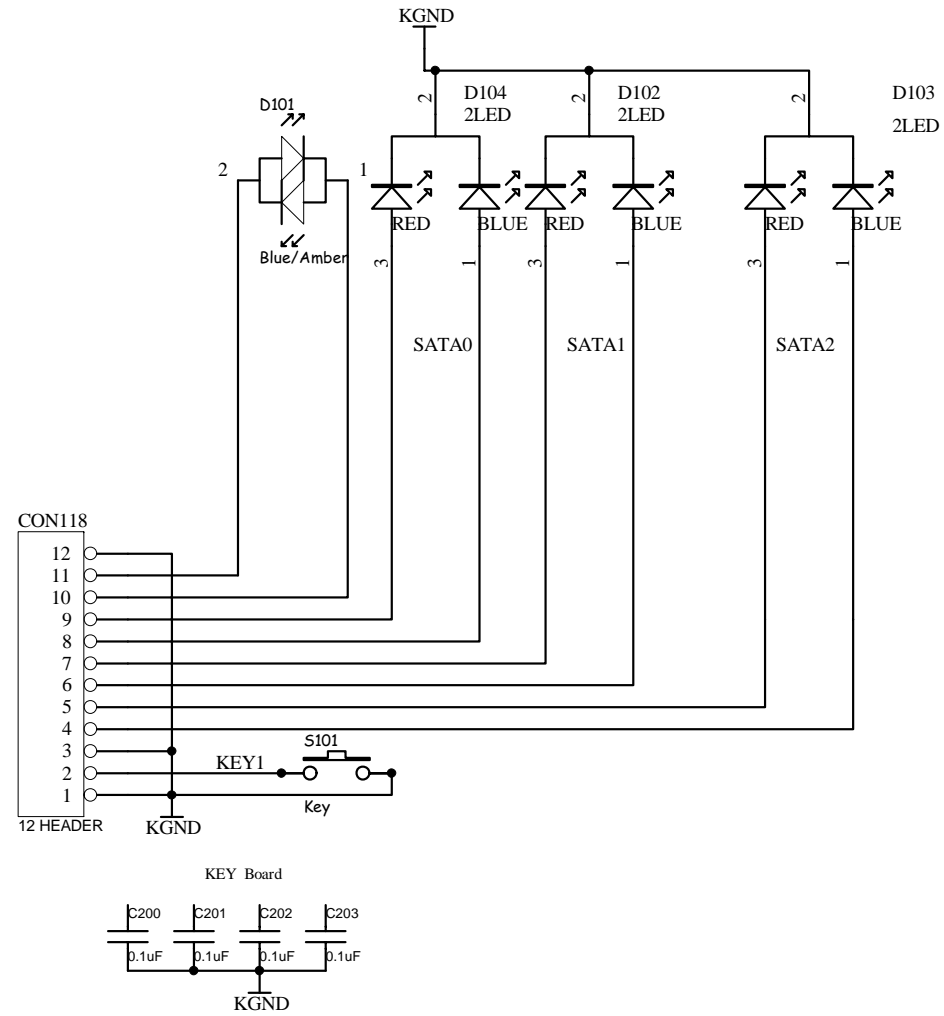 KGND
D104
2LED
D102
2LED
D103
2LED
2
2
2
D101
2
1
Blue/Amber
RED
BLUE
RED
BLUE
RED
BLUE
3
1
3
1
3
1
SATA0
SATA1
SATA2
CON118
12
11
10
9
8
7
6
5
4
3
2
1
12 HEADER
KEY1
S101
Key
KGND
KEY Board
C200
C201
C202
C203
0.1uF
0.1uF
0.1uF
0.1uF
KGND